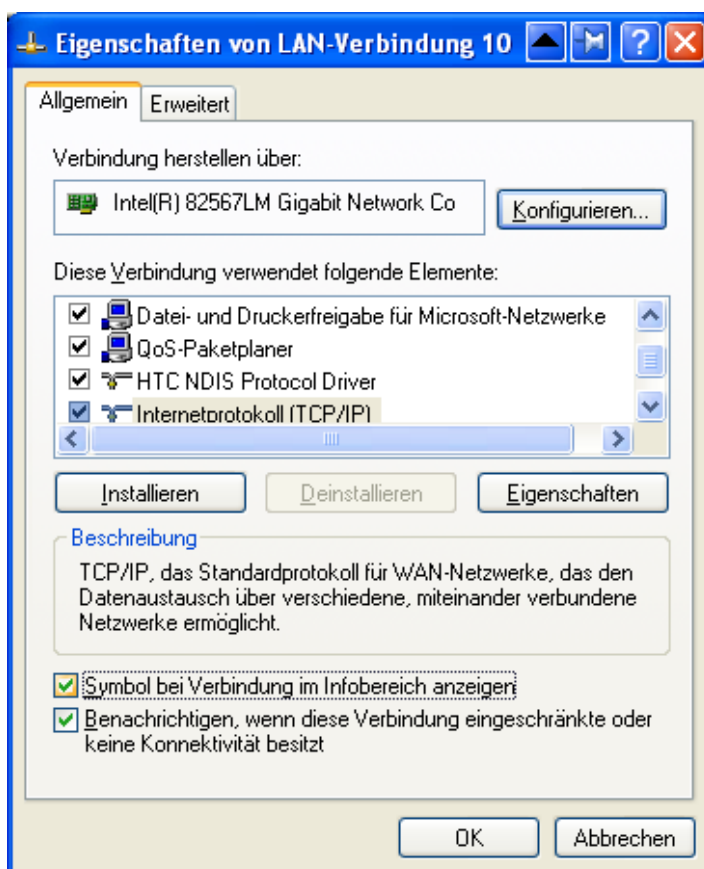 Eigenschaften von LAN-Verbindung 10
Allgemein
Erweitert
Verbindung herstellen über:
Intel(R) 82567LM Gigabit Network Co
Konfigurieren...
Diese Verbindung verwendet folgende Elemente:
Datei- und Druckerfreigabe für Microsoft-Netzwerke
QoS-Paketplaner
HTC NDIS Protocol Driver
Internetprotokoll (TCP/IP)
Installieren
Deinstallieren
Eigenschaften
Beschreibung
TCP/IP, das Standardprotokoll für WAN-Netzwerke, das den
Datenaustausch über verschiedene, miteinander verbundene
Netzwerke ermöglicht.
Symbol bei Verbindung im Infobereich anzeigen
Benachrichtigen, wenn diese Verbindung eingeschränkte oder
keine Konnektivität besitzt
OK
Abbrechen